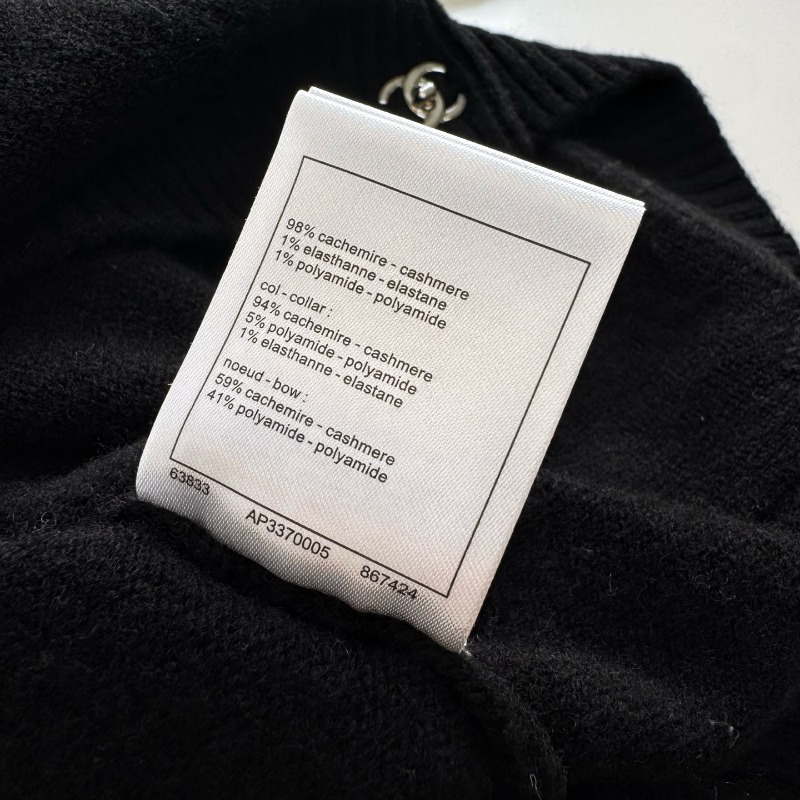 98% cachemire - cashmere
1% elasthanne - elastane
1% polyamide - polyamide
col - collar :
94% cachemire - cashmere
5% polyamide - polyamide
1% elasthanne - elastane
noeud - bow :
59% cachemire - cashmere
41% polyamide - polyamide
63833 AP3370005 867424